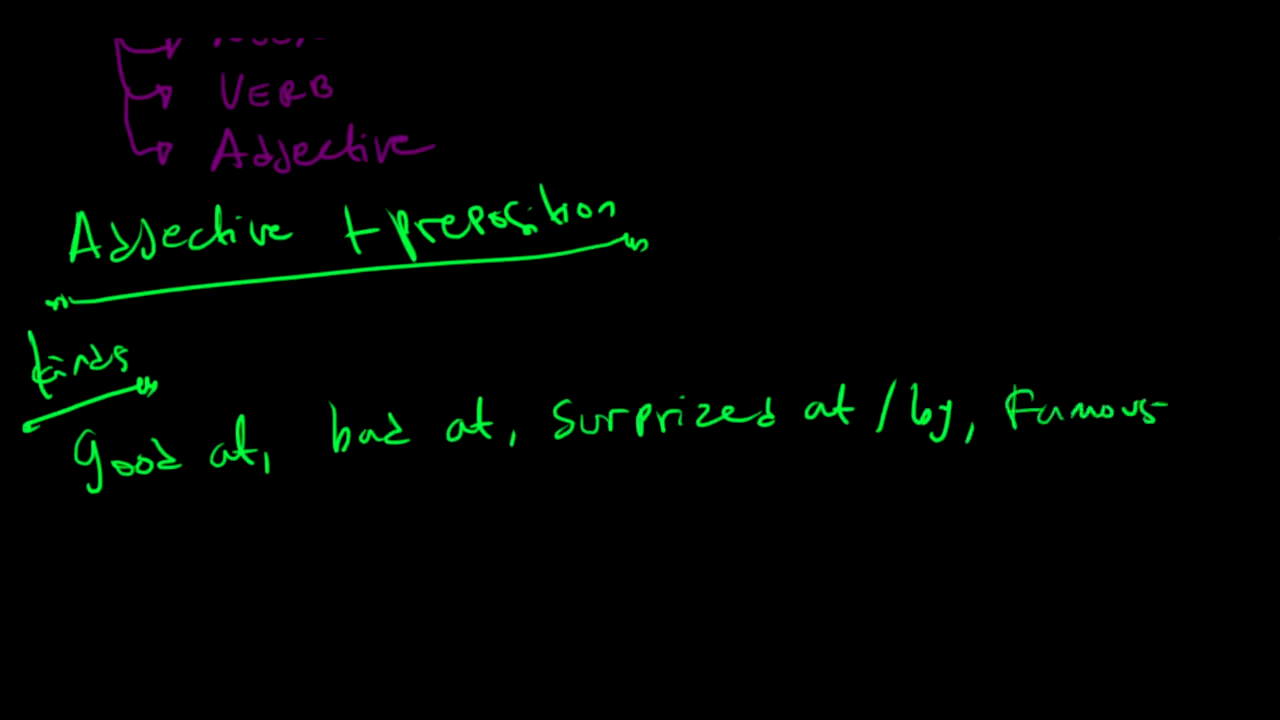 VERB
Adjective
Adjective + preposition
kinds
good at, bad at, surprized at / by, famous